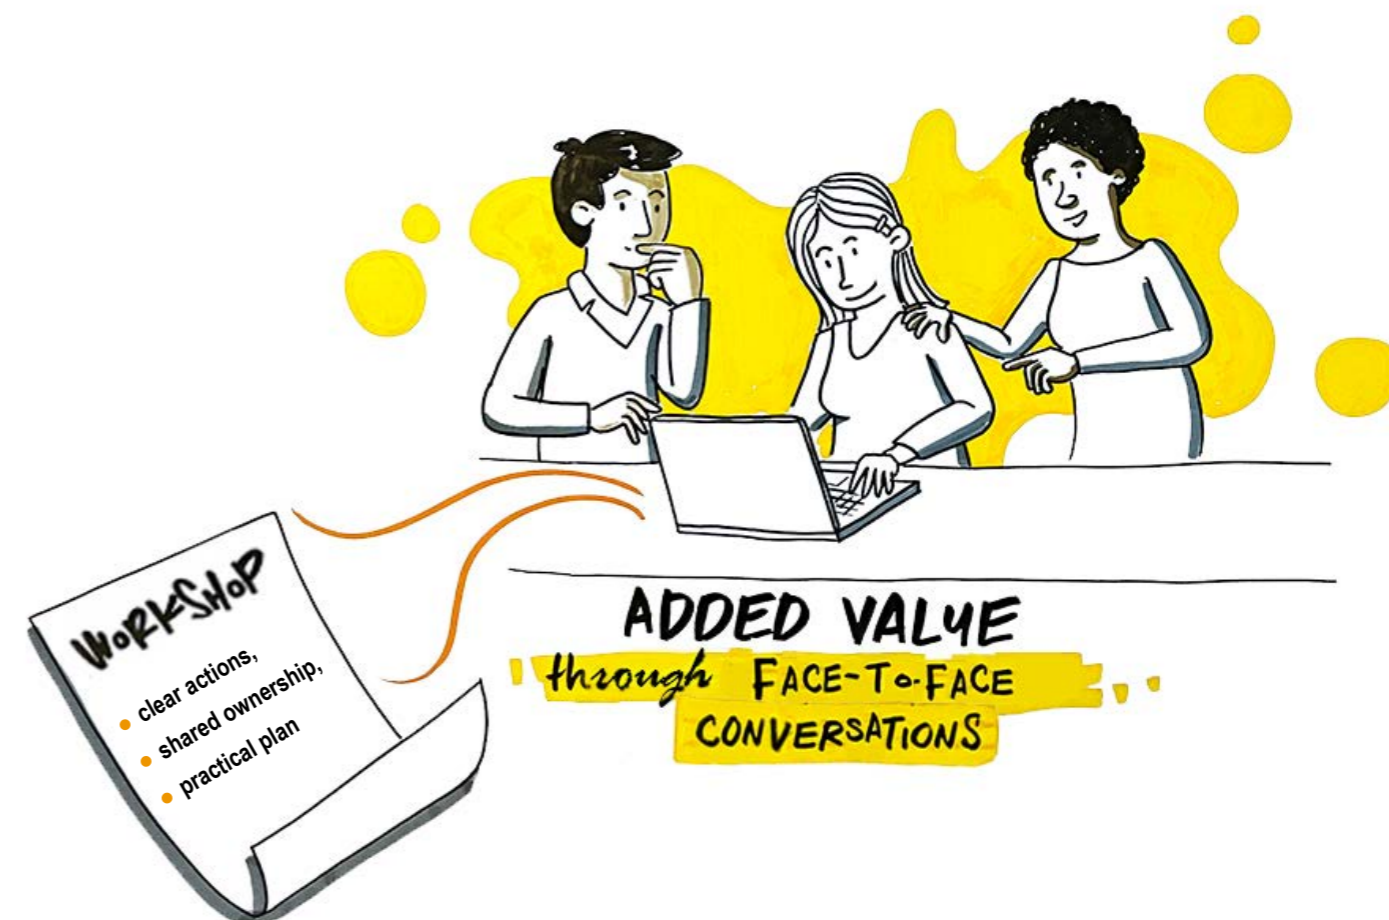 WORKSHOP
• clear actions,
• shared ownership,
• practical plan
ADDED VALUE
through FACE-TO-FACE
CONVERSATIONS